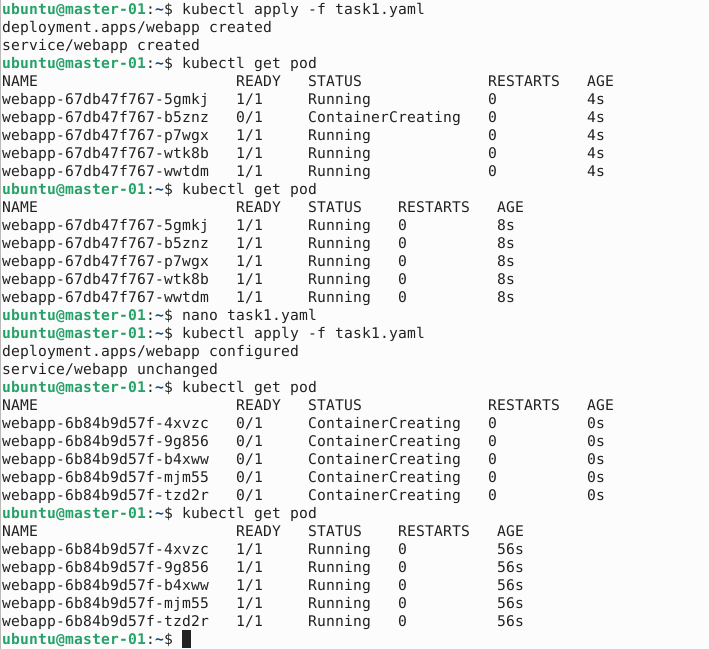 ubuntu@master-01:~$ kubectl apply -f task1.yaml
deployment.apps/webapp created
service/webapp created
ubuntu@master-01:~$ kubectl get pod
NAME                      READY   STATUS              RESTARTS   AGE
webapp-67db47f767-5gmkj   1/1     Running             0          4s
webapp-67db47f767-b5znz   0/1     ContainerCreating   0          4s
webapp-67db47f767-p7wgx   1/1     Running             0          4s
webapp-67db47f767-wtk8b   1/1     Running             0          4s
webapp-67db47f767-wwtdm   1/1     Running             0          4s
ubuntu@master-01:~$ kubectl get pod
NAME                      READY   STATUS    RESTARTS   AGE
webapp-67db47f767-5gmkj   1/1     Running   0          8s
webapp-67db47f767-b5znz   1/1     Running   0          8s
webapp-67db47f767-p7wgx   1/1     Running   0          8s
webapp-67db47f767-wtk8b   1/1     Running   0          8s
webapp-67db47f767-wwtdm   1/1     Running   0          8s
ubuntu@master-01:~$ nano task1.yaml
ubuntu@master-01:~$ kubectl apply -f task1.yaml
deployment.apps/webapp configured
service/webapp unchanged
ubuntu@master-01:~$ kubectl get pod
NAME                      READY   STATUS              RESTARTS   AGE
webapp-6b84b9d57f-4xvzc   0/1     ContainerCreating   0          0s
webapp-6b84b9d57f-9g856   0/1     ContainerCreating   0          0s
webapp-6b84b9d57f-b4xww   0/1     ContainerCreating   0          0s
webapp-6b84b9d57f-mjm55   0/1     ContainerCreating   0          0s
webapp-6b84b9d57f-tzd2r   0/1     ContainerCreating   0          0s
ubuntu@master-01:~$ kubectl get pod
NAME                      READY   STATUS    RESTARTS   AGE
webapp-6b84b9d57f-4xvzc   1/1     Running   0          56s
webapp-6b84b9d57f-9g856   1/1     Running   0          56s
webapp-6b84b9d57f-b4xww   1/1     Running   0          56s
webapp-6b84b9d57f-mjm55   1/1     Running   0          56s
webapp-6b84b9d57f-tzd2r   1/1     Running   0          56s
ubuntu@master-01:~$